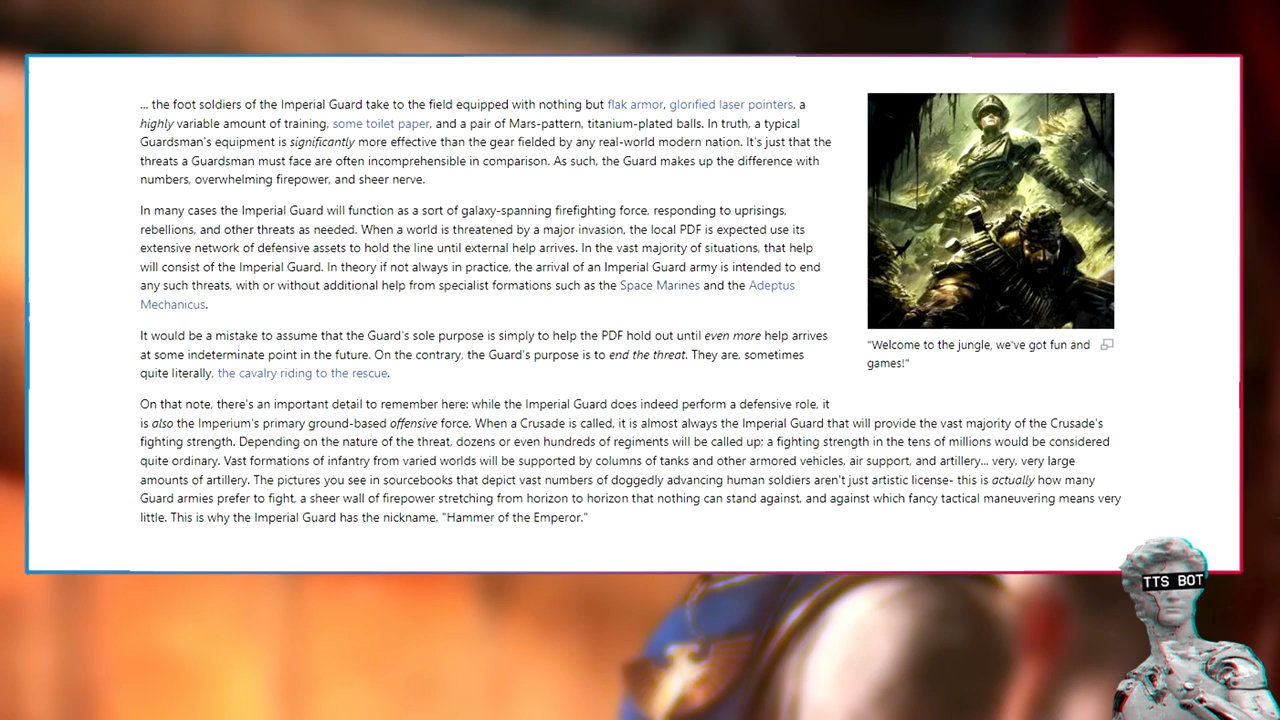 ... the foot soldiers of the Imperial Guard take to the field equipped with nothing but flak armor, glorified laser pointers, a
highly variable amount of training, some toilet paper, and a pair of Mars-pattern, titanium-plated balls. In truth, a typical
Guardsman's equipment is significantly more effective than the gear fielded by any real-world modern nation. It's just that the
threats a Guardsman must face are often incomprehensible in comparison. As such, the Guard makes up the difference with
numbers, overwhelming firepower, and sheer nerve.
In many cases the Imperial Guard will function as a sort of galaxy-spanning firefighting force, responding to uprisings,
rebellions, and other threats as needed. When a world is threatened by a major invasion, the local PDF is expected use its
extensive network of defensive assets to hold the line until external help arrives. In the vast majority of situations, that help
will consist of the Imperial Guard. In theory if not always in practice, the arrival of an Imperial Guard army is intended to end
any such threats, with or without additional help from specialist formations such as the Space Marines and the Adeptus
Mechanicus.
It would be a mistake to assume that the Guard's sole purpose is simply to help the PDF hold out until even more help arrives
at some indeterminate point in the future. On the contrary, the Guard's purpose is to end the threat. They are, sometimes
quite literally, the cavalry riding to the rescue.
"Welcome to the jungle, we've got fun and
games!"
On that note, there's an important detail to remember here: while the Imperial Guard does indeed perform a defensive role, it
is also the Imperium's primary ground-based offensive force. When a Crusade is called, it is almost always the Imperial Guard that will provide the vast majority of the Crusade's
fighting strength. Depending on the nature of the threat, dozens or even hundreds of regiments will be called up; a fighting strength in the tens of millions would be considered
quite ordinary. Vast formations of infantry from varied worlds will be supported by columns of tanks and other armored vehicles, air support, and artillery... very, very large
amounts of artillery. The pictures you see in sourcebooks that depict vast numbers of doggedly advancing human soldiers aren't just artistic license- this is actually how many
Guard armies prefer to fight, a sheer wall of firepower stretching from horizon to horizon that nothing can stand against, and against which fancy tactical maneuvering means very
little. This is why the Imperial Guard has the nickname, "Hammer of the Emperor."
TTS BOT